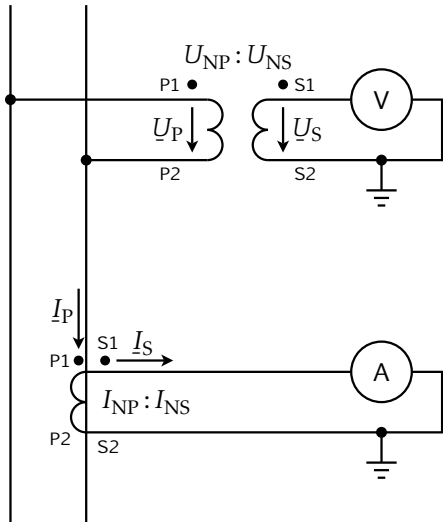 U_NP : U_NS
P1 S1
V
U_P U_S
P2 S2
I_P
S1 I_S
P1
A
I_NP : I_NS
P2 S2